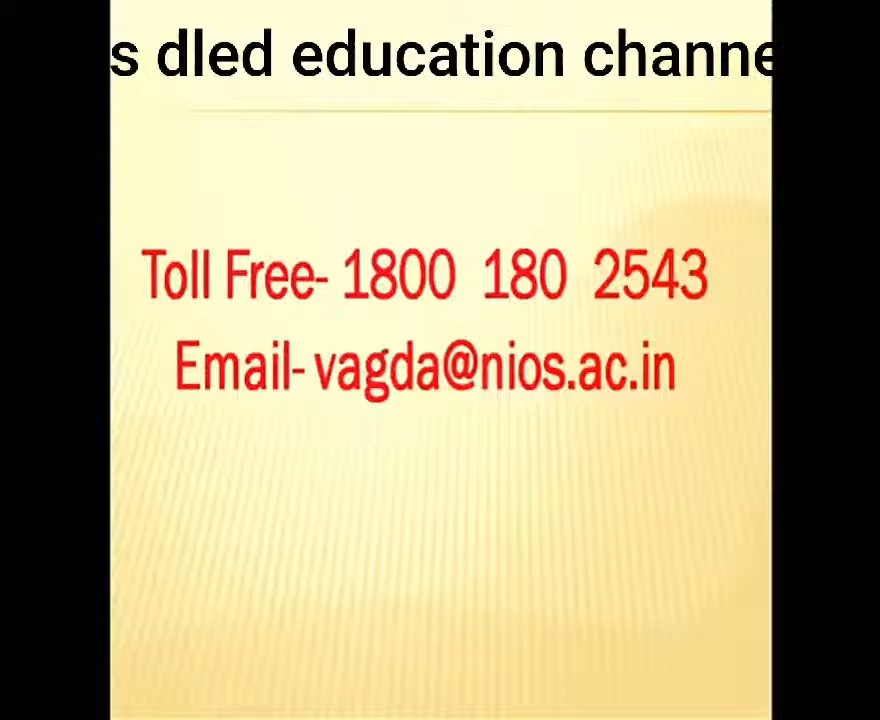 s dled education channe
Toll Free- 1800 180 2543
Email- vagda@nios.ac.in